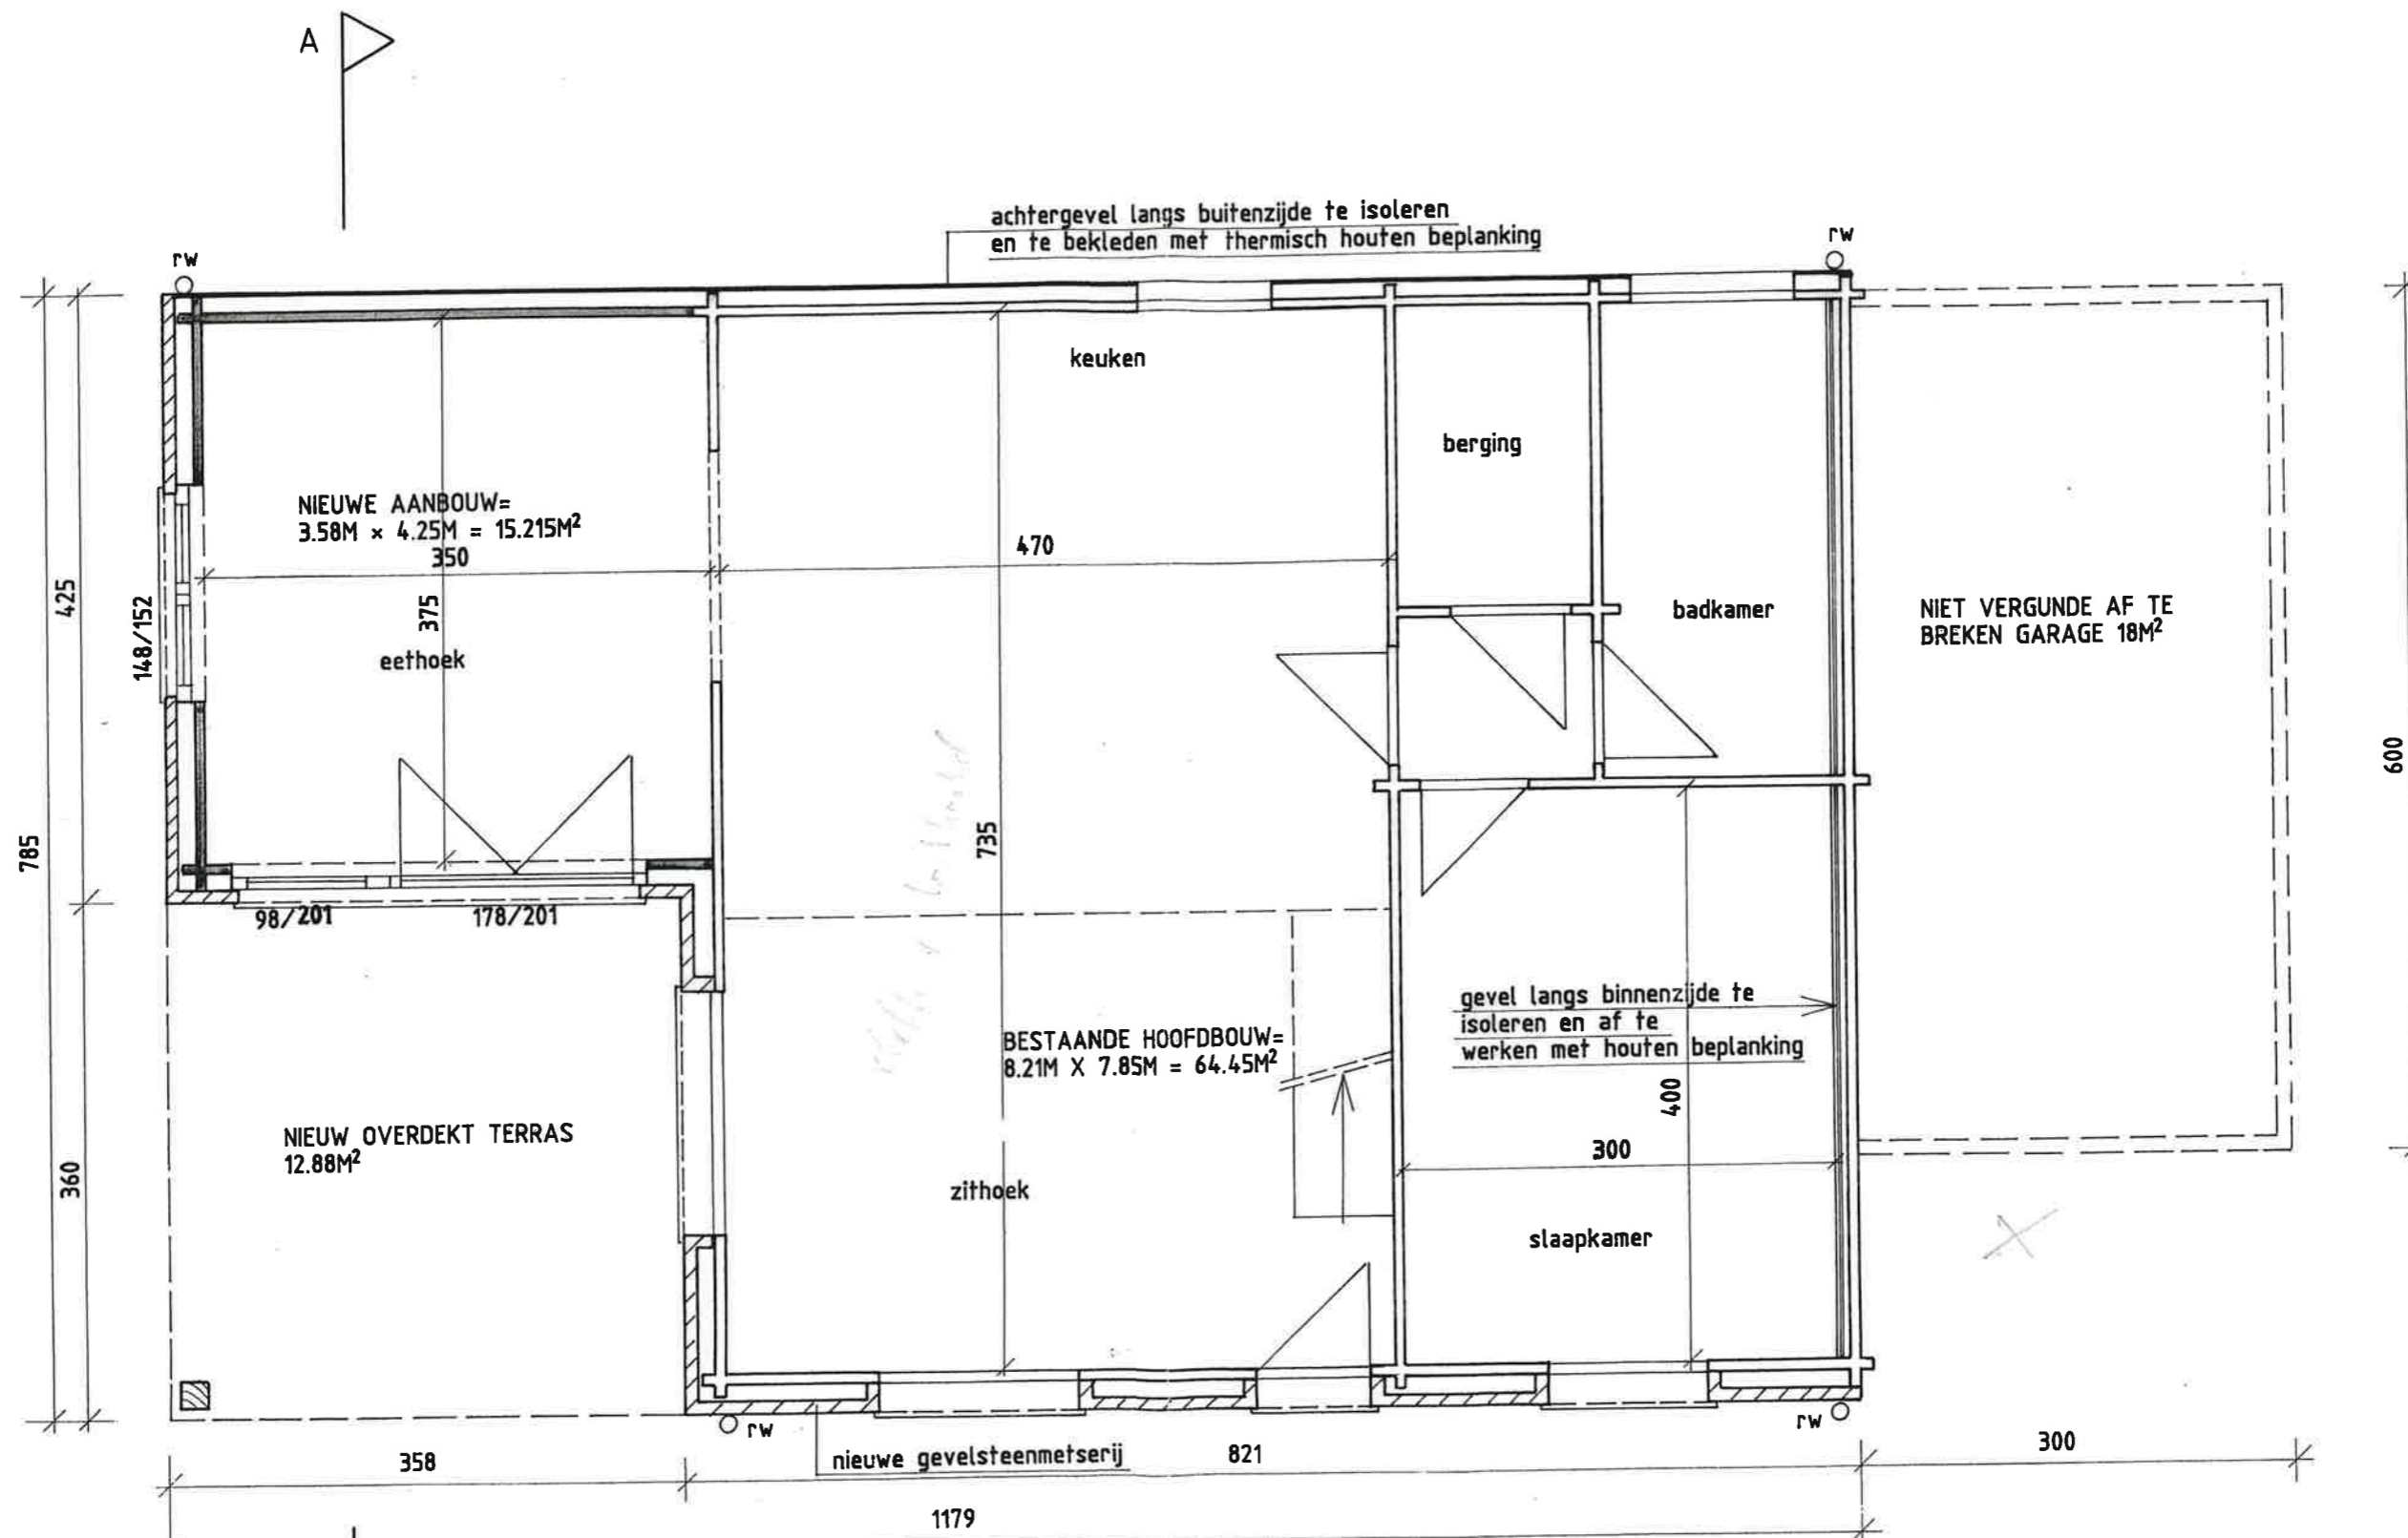 A
achtergevel langs buitenzijde te isoleren
en te bekleden met thermisch houten beplanking
rw
rw
keuken
berging
NIEUWE AANBOUW=
3.58M × 4.25M = 15.215M²
350
470
375
425
148/152
eethoek
badkamer
NIET VERGUNDE AF TE
BREKEN GARAGE 18M²
600
785
735
98/201
178/201
gevel langs binnenzijde te
isoleren en af te
werken met houten beplanking
BESTAANDE HOOFDBOUW=
8.21M X 7.85M = 64.45M²
400
NIEUW OVERDEKT TERRAS
12.88M²
360
300
zithoek
slaapkamer
rw
rw
nieuwe gevelsteenmetserij
358
821
300
1179